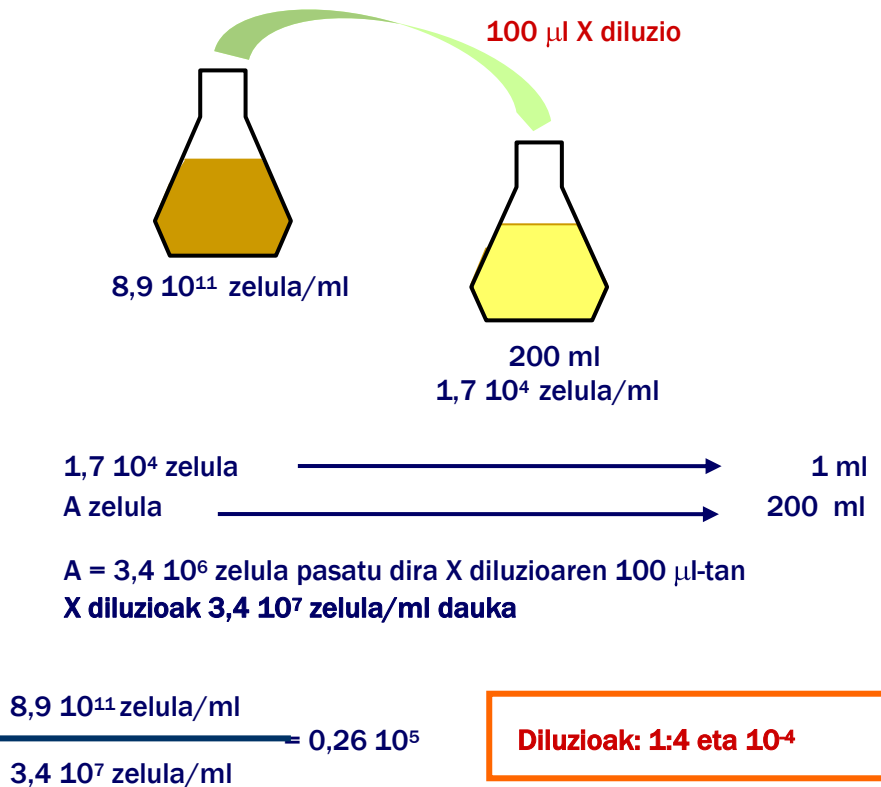 100 µl X diluzio
8,9 10¹¹ zelula/ml
200 ml
1,7 10⁴ zelula/ml
1,7 10⁴ zelula 1 ml
A zelula 200 ml
A = 3,4 10⁶ zelula pasatu dira X diluzioaren 100 µl-tan
X diluzioak 3,4 10⁷ zelula/ml dauka
8,9 10¹¹ zelula/ml
= 0,26 10⁵
3,4 10⁷ zelula/ml
Diluzioak: 1:4 eta 10⁻⁴